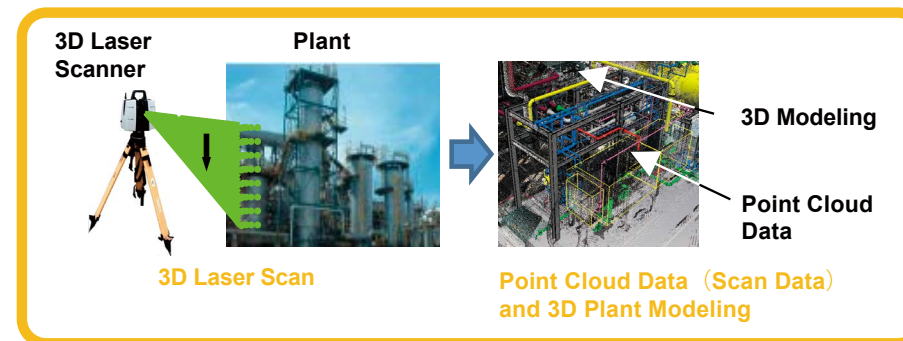 3D Laser
Scanner
Plant
3D Modeling
Point Cloud
Data
3D Laser Scan
Point Cloud Data（Scan Data）
and 3D Plant Modeling